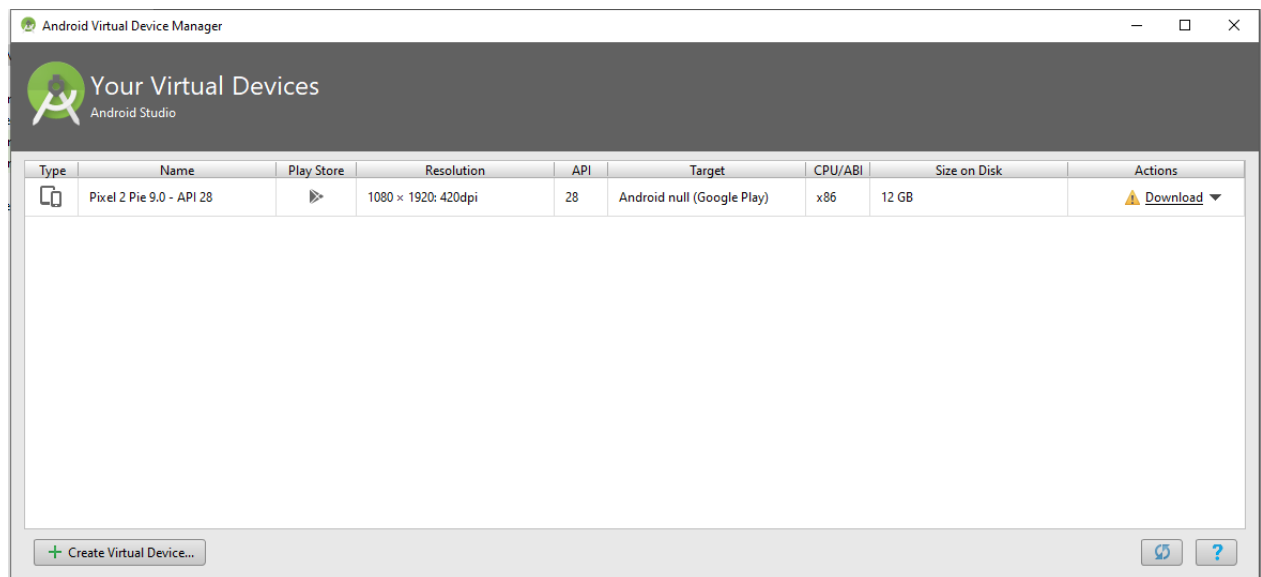 Android Virtual Device Manager
Your Virtual Devices
Android Studio
Type Name Play Store Resolution API Target CPU/ABI Size on Disk Actions
Pixel 2 Pie 9.0 - API 28 1080 × 1920: 420dpi 28 Android null (Google Play) x86 12 GB Download
+ Create Virtual Device... ?